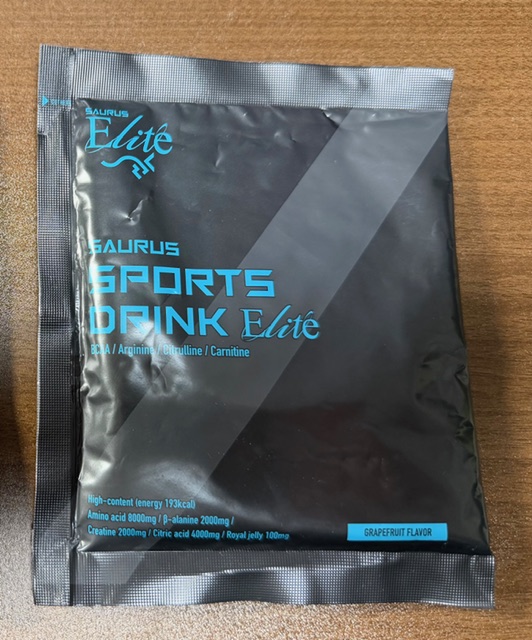 SAURUS
Elite
SAURUS
SPORTS
DRINK Elite
BCAA / Arginine / Citrulline / Carnitine
High-content (energy 193kcal)
Amino acid 8000mg / β-alanine 2000mg /
Creatine 2000mg / Citric acid 4000mg / Royal jelly 100mg
GRAPEFRUIT FLAVOR